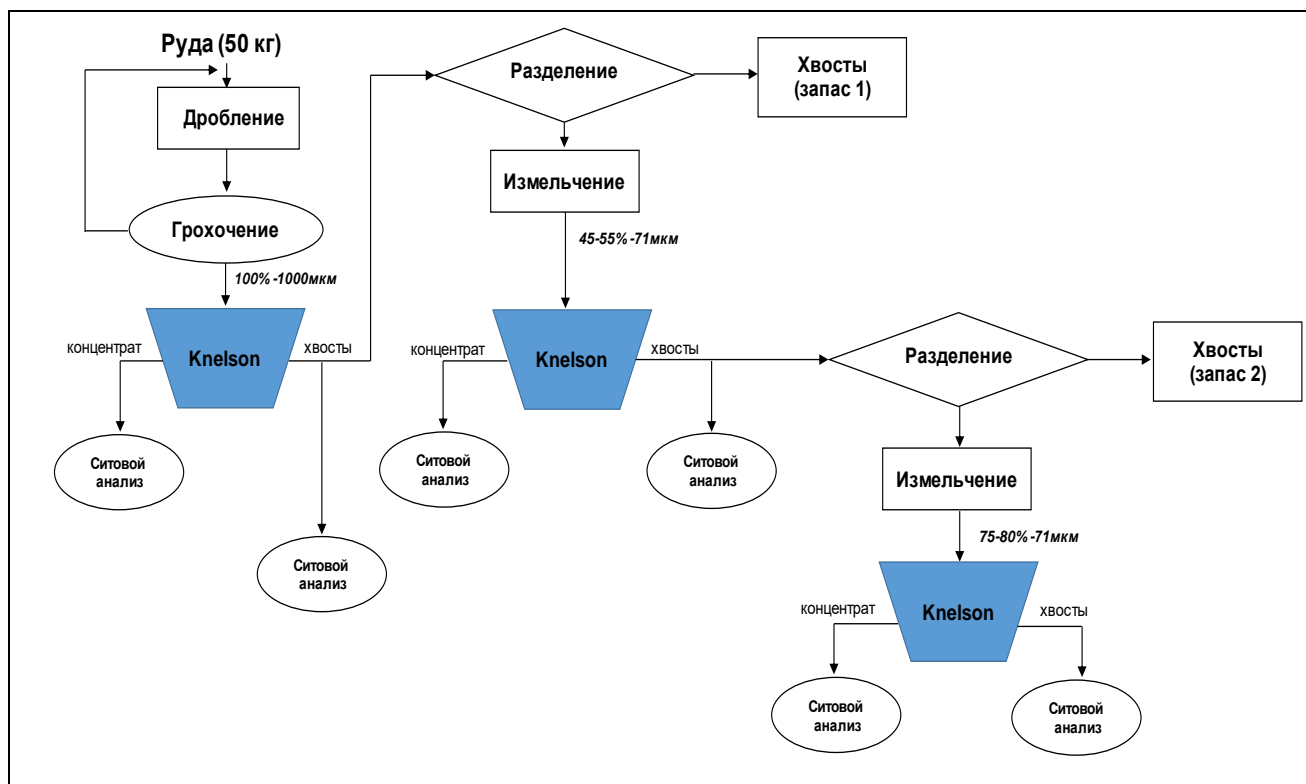 Руда (50 кг)
Дробление
Грохочение
100% -1000мкм
концентрат
Knelson
хвосты
Ситовой
анализ
Ситовой
анализ
Разделение
Хвосты
(запас 1)
Измельчение
45-55% -71мкм
концентрат
Knelson
хвосты
Ситовой
анализ
Ситовой
анализ
Разделение
Хвосты
(запас 2)
Измельчение
75-80% -71мкм
концентрат
Knelson
хвосты
Ситовой
анализ
Ситовой
анализ